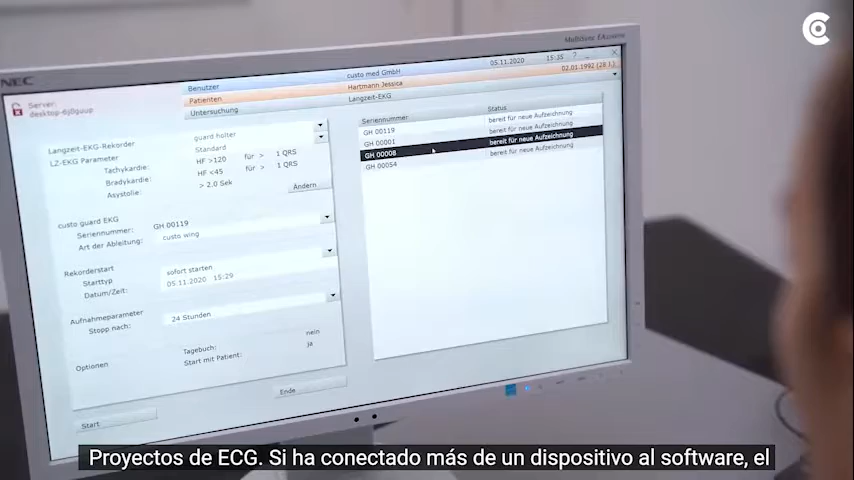 NEC
MultiSync EA223WM
05.11.2020 15:35 ?
Server:
desktop-6j0guup
Benutzer custo med GmbH
Patienten Hartmann Jessica 02.01.1992 (28 J.)
Untersuchung Langzeit-EKG
Langzeit-EKG-Rekorder guard holter
LZ-EKG Parameter Standard
Tachykardie: HF >120 für > 1 QRS
Bradykardie: HF <45 für > 1 QRS
Asystolie: > 2,0 Sek
Ändern
custo guard EKG
Seriennummer: GH 00119
Art der Ableitung: custo wing
Rekorderstart
Starttyp sofort starten
Datum/Zeit: 05.11.2020 15:29
Aufnahmeparameter
Stopp nach: 24 Stunden
Optionen Tagebuch: nein
Start mit Patient: ja
Start
Ende
Seriennummer Status
GH 00119 bereit für neue Aufzeichnung
GH 00001 bereit für neue Aufzeichnung
GH 00008 bereit für neue Aufzeichnung
GH 00054 bereit für neue Aufzeichnung
Proyectos de ECG. Si ha conectado más de un dispositivo al software, el